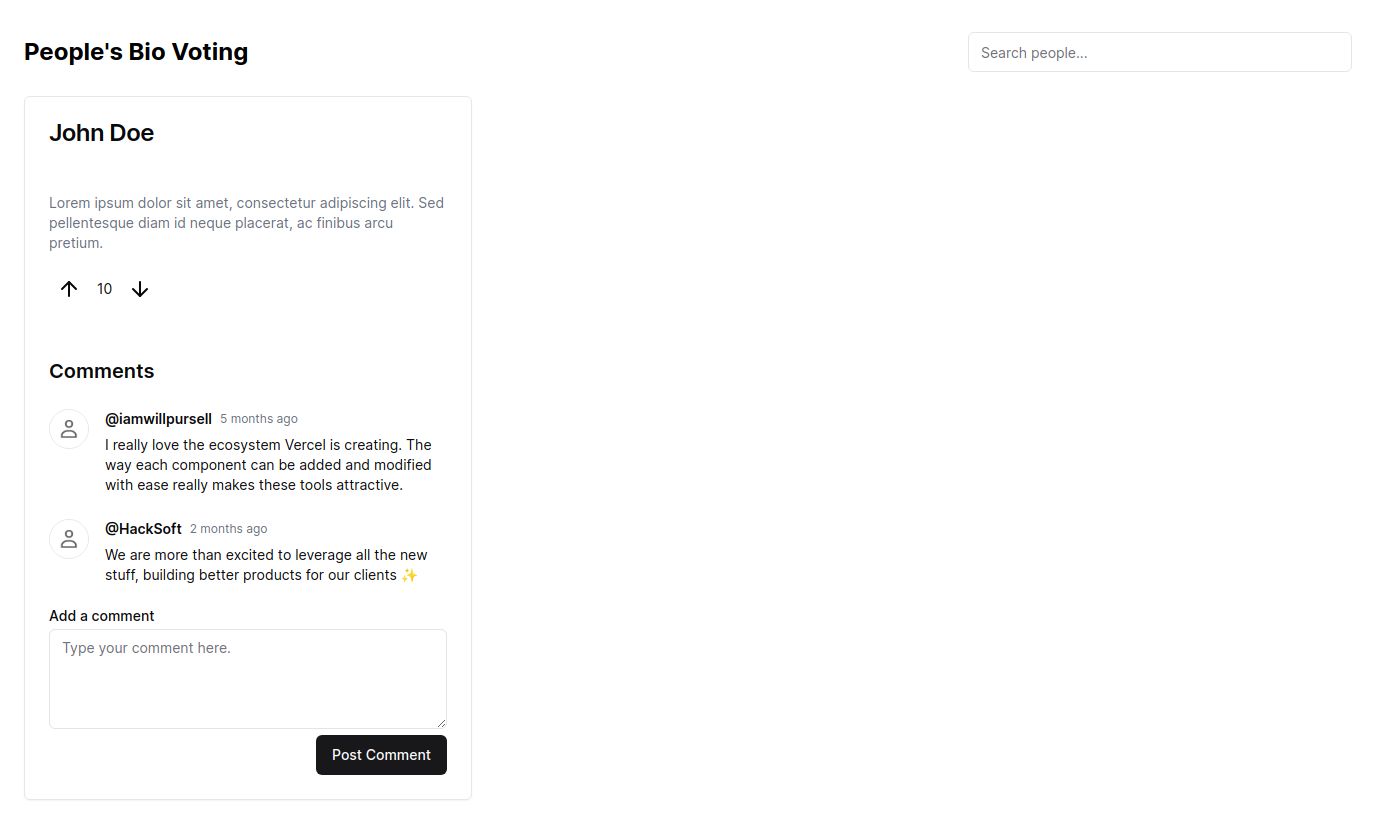 People's Bio Voting
Search people...
John Doe
Lorem ipsum dolor sit amet, consectetur adipiscing elit. Sed
pellentesque diam id neque placerat, ac finibus arcu
pretium.
10
Comments
@iamwillpursell 5 months ago
I really love the ecosystem Vercel is creating. The
way each component can be added and modified
with ease really makes these tools attractive.
@HackSoft 2 months ago
We are more than excited to leverage all the new
stuff, building better products for our clients ✨
Add a comment
Type your comment here.
Post Comment